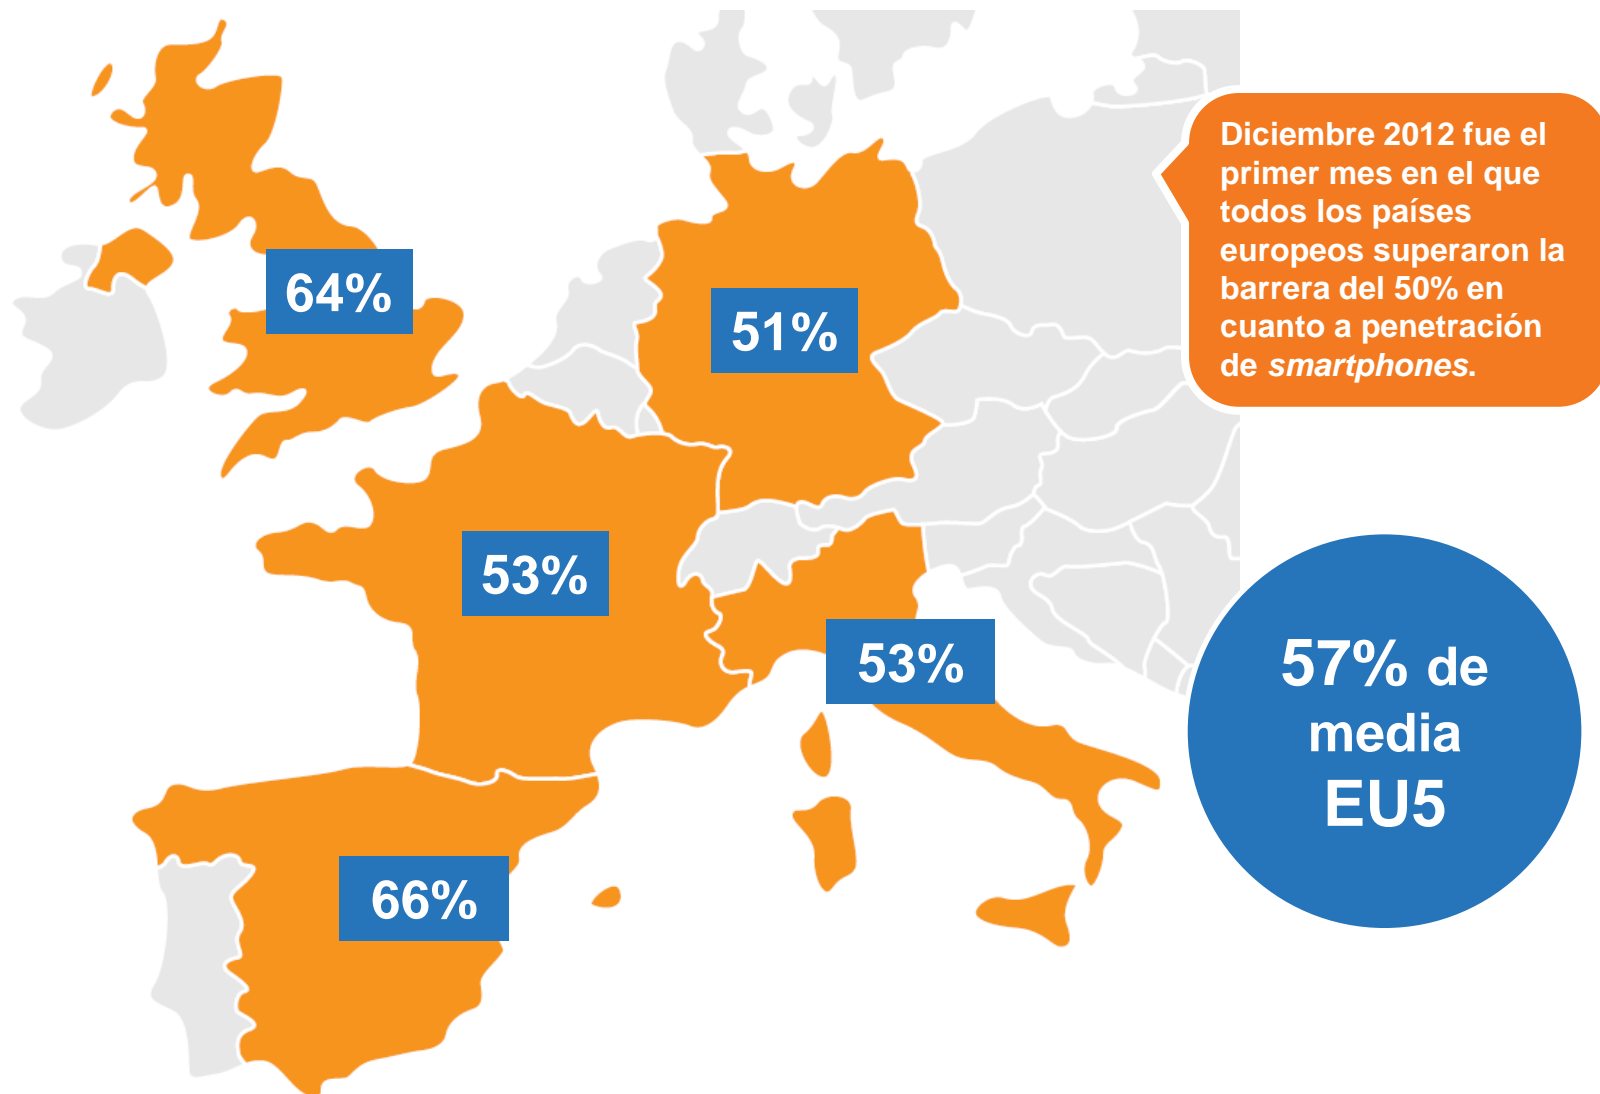 Diciembre 2012 fue el
primer mes en el que
todos los países
europeos superaron la
barrera del 50% en
cuanto a penetración
de smartphones.
64%
51%
53%
53%
57% de
media
EU5
66%